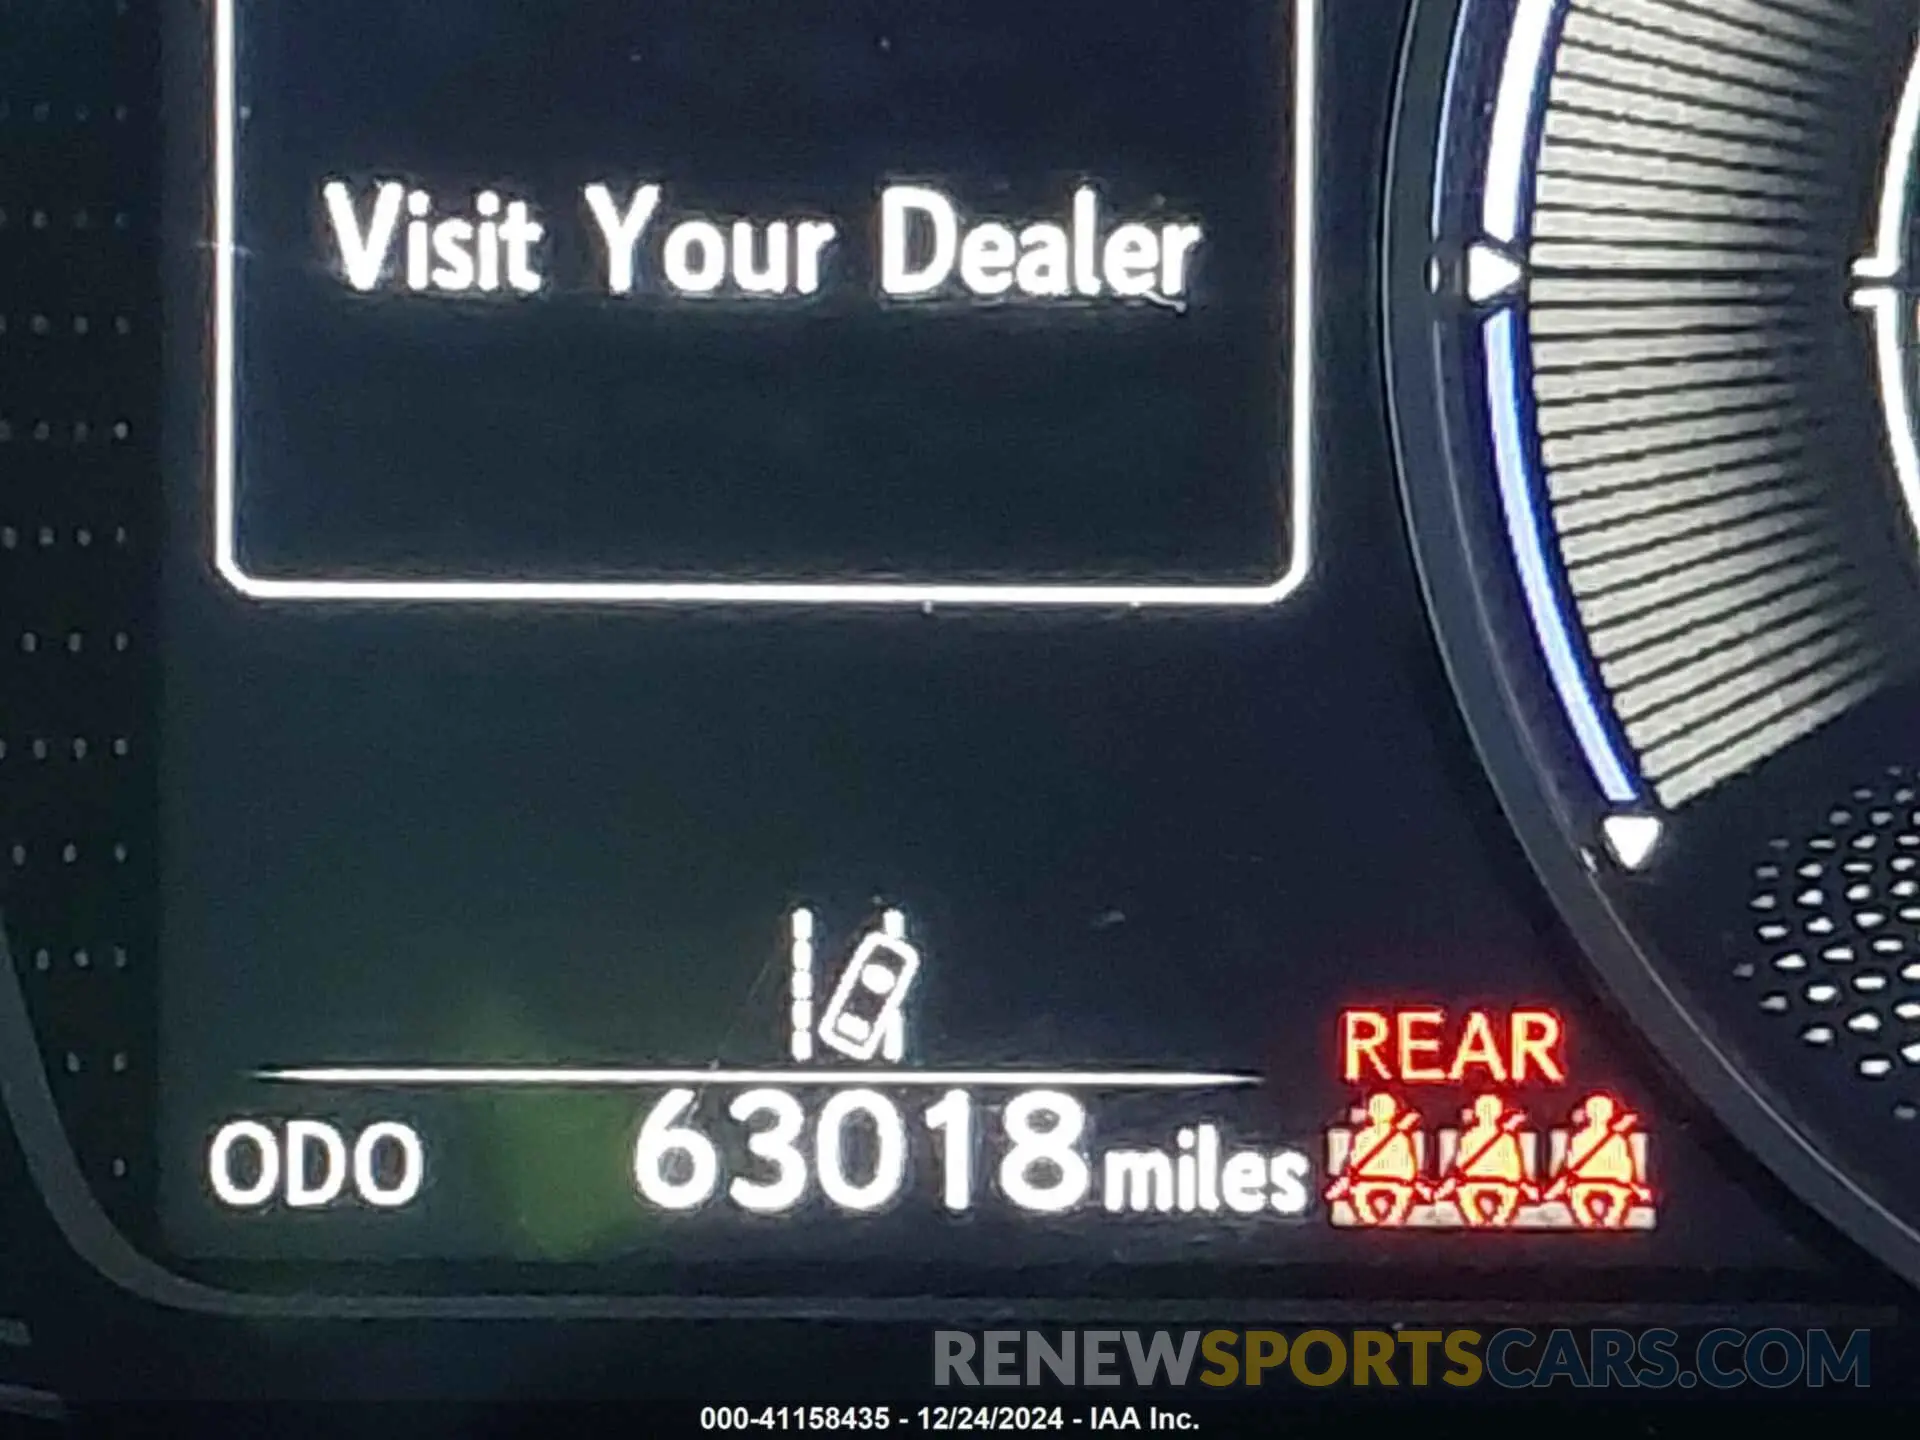 Visit Your Dealer
REAR
ODO 63018 miles
RENEWSPORTSCARS.COM
000-41158435 - 12/24/2024 - IAA Inc.